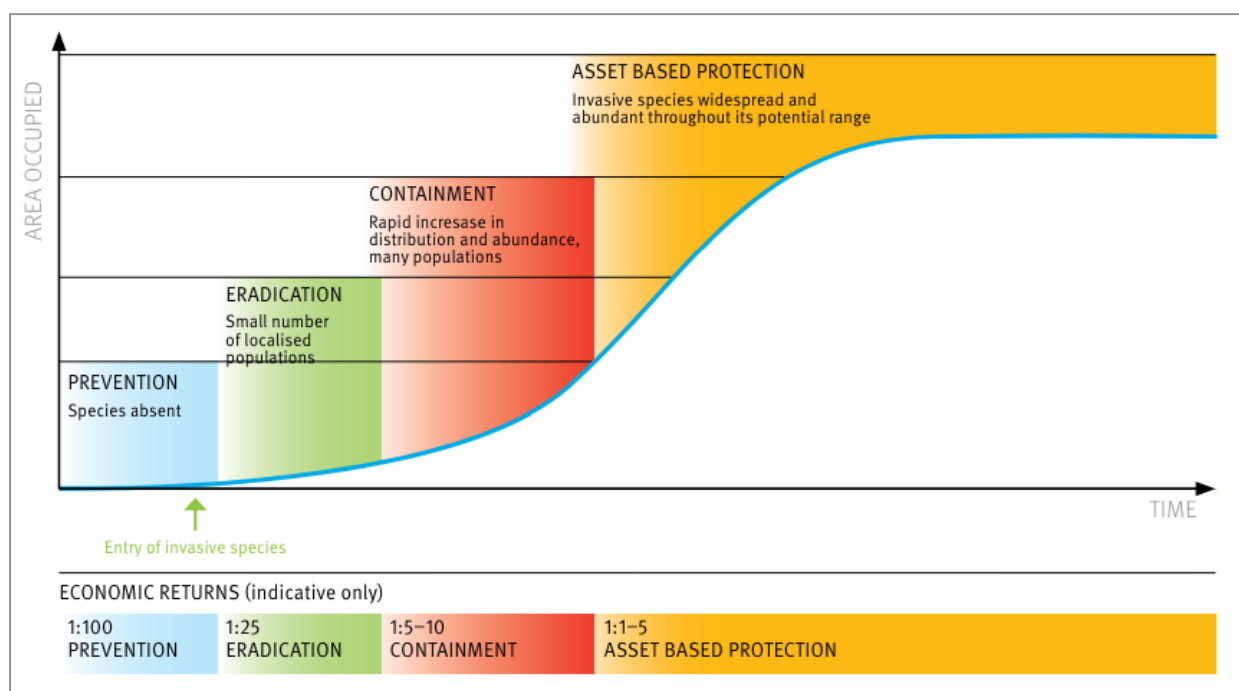 AREA OCCUPIED
ASSET BASED PROTECTION
Invasive species widespread and
abundant throughout its potential range
CONTAINMENT
Rapid incresase in
distribution and abundance,
many populations
ERADICATION
Small number
of localised
populations
PREVENTION
Species absent
TIME
Entry of invasive species
ECONOMIC RETURNS (indicative only)
1:100
PREVENTION
1:25
ERADICATION
1:5–10
CONTAINMENT
1:1–5
ASSET BASED PROTECTION